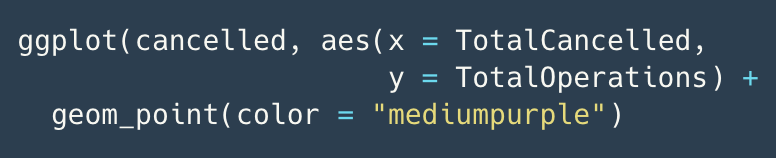 ggplot(cancelled, aes(x = TotalCancelled,
                      y = TotalOperations) +
  geom_point(color = "mediumpurple")